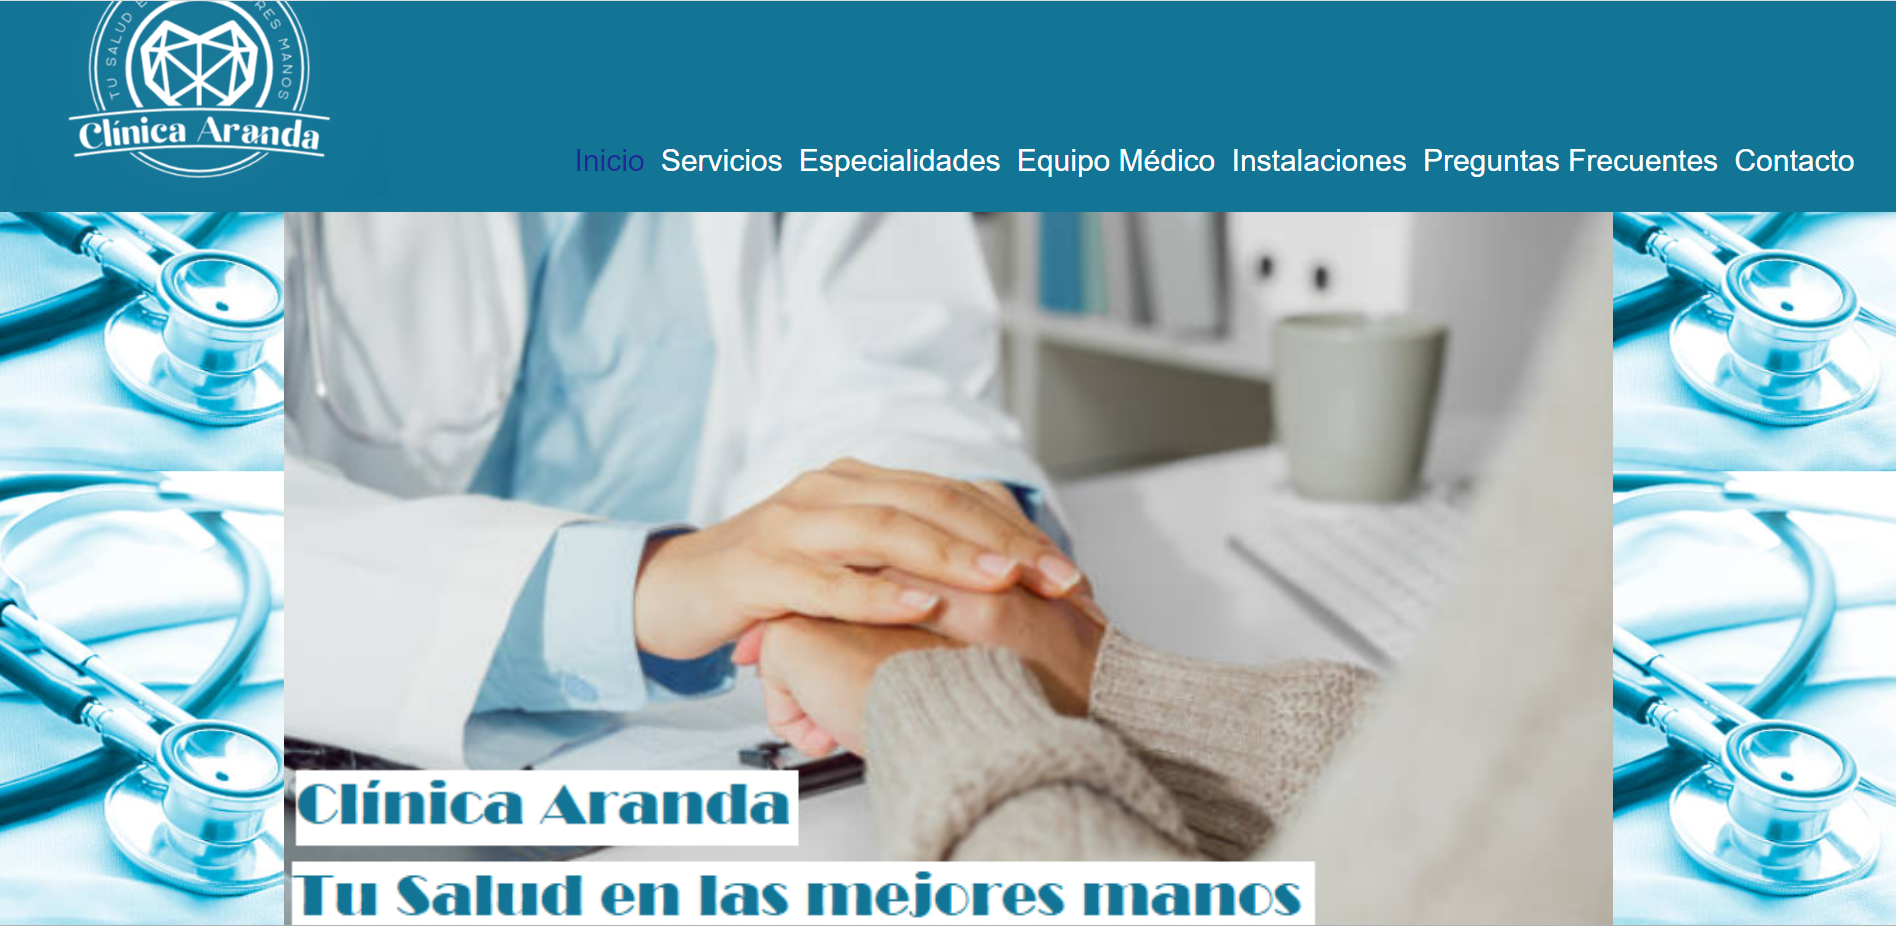 TU SALUD E
RES MANOS
Clínica Aranda
Inicio Servicios Especialidades Equipo Médico Instalaciones Preguntas Frecuentes Contacto
Clínica Aranda
Tu Salud en las mejores manos